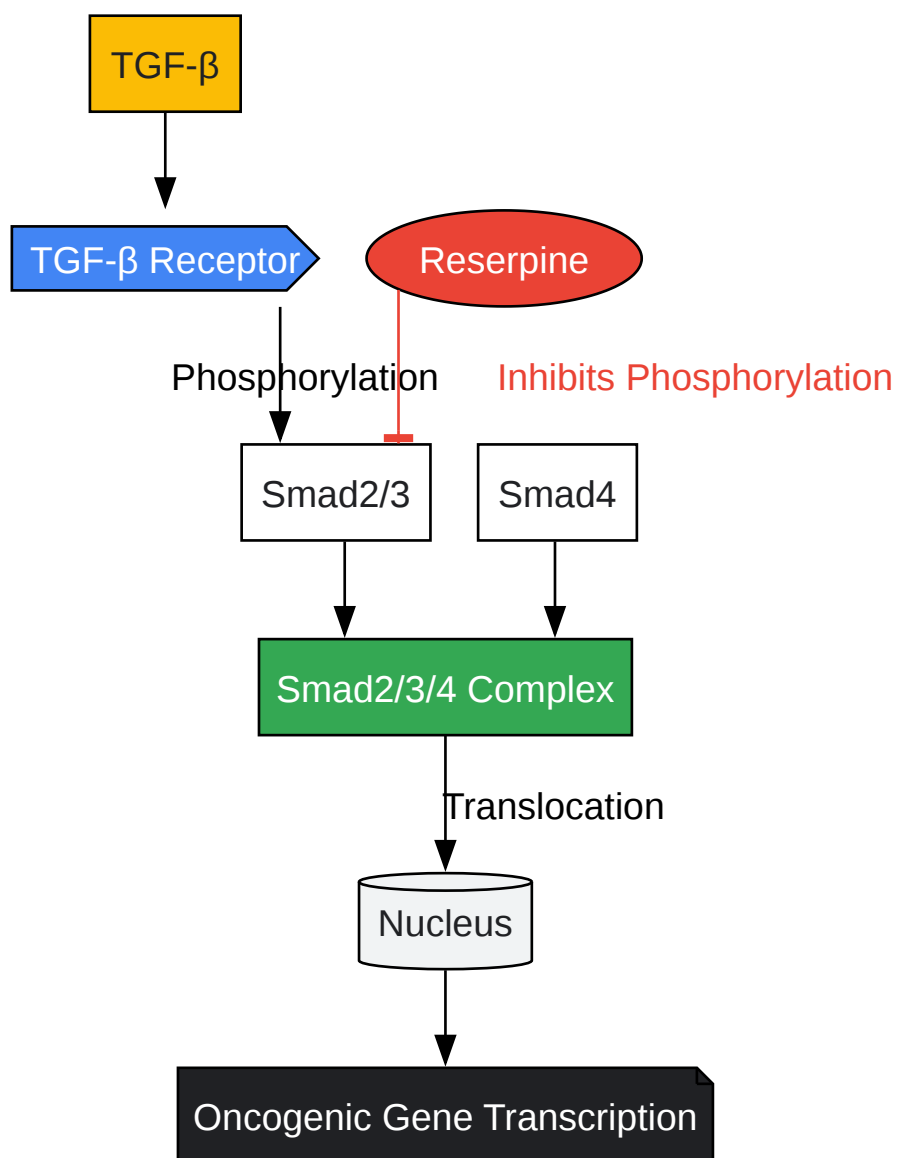 TGF-β
TGF-β Receptor
Reserpine
Phosphorylation
Inhibits Phosphorylation
Smad2/3
Smad4
Smad2/3/4 Complex
Translocation
Nucleus
Oncogenic Gene Transcription